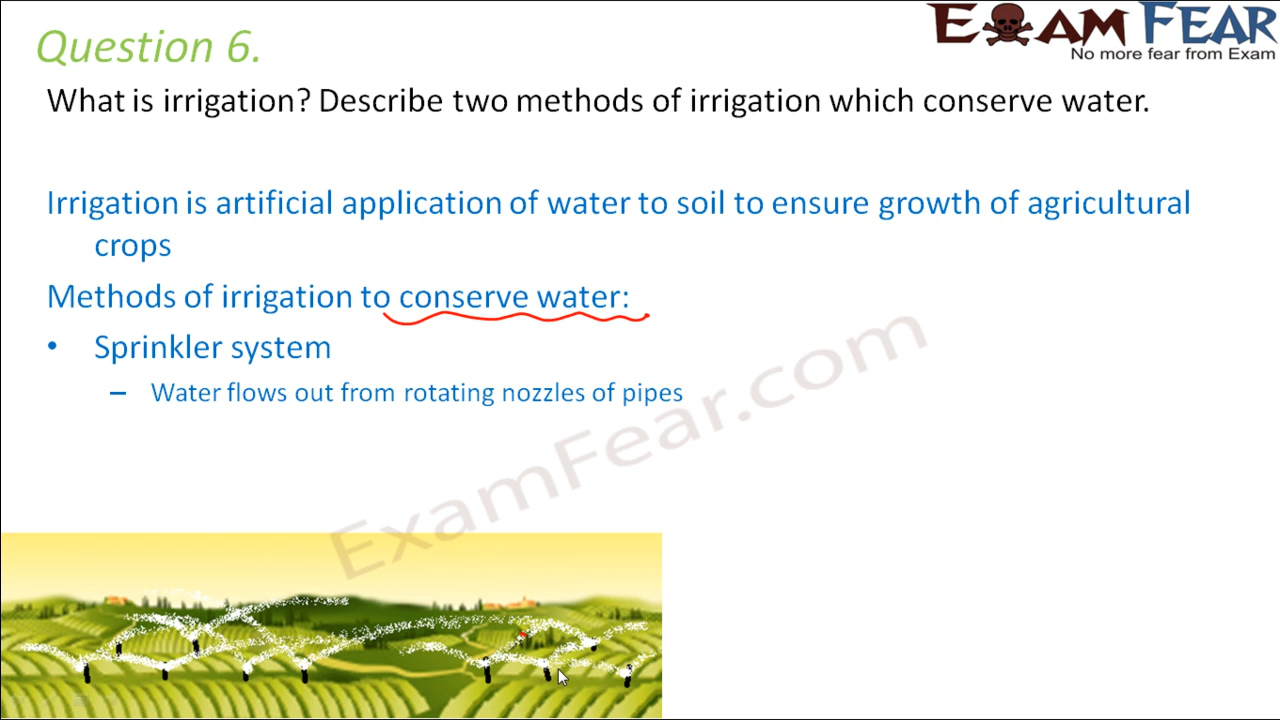 EXAM FEAR
No more fear from Exam
Question 6.
What is irrigation? Describe two methods of irrigation which conserve water.
Irrigation is artificial application of water to soil to ensure growth of agricultural
crops
Methods of irrigation to conserve water:
• Sprinkler system
– Water flows out from rotating nozzles of pipes
ExamFear.com